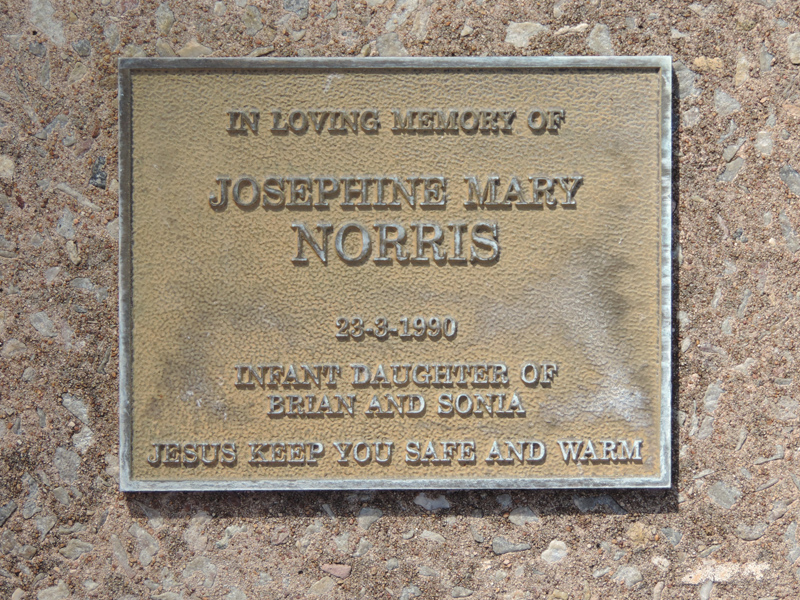 IN LOVING MEMORY OF
JOSEPHINE MARY
NORRIS
23-3-1990
INFANT DAUGHTER OF
BRIAN AND SONIA
JESUS KEEP YOU SAFE AND WARM